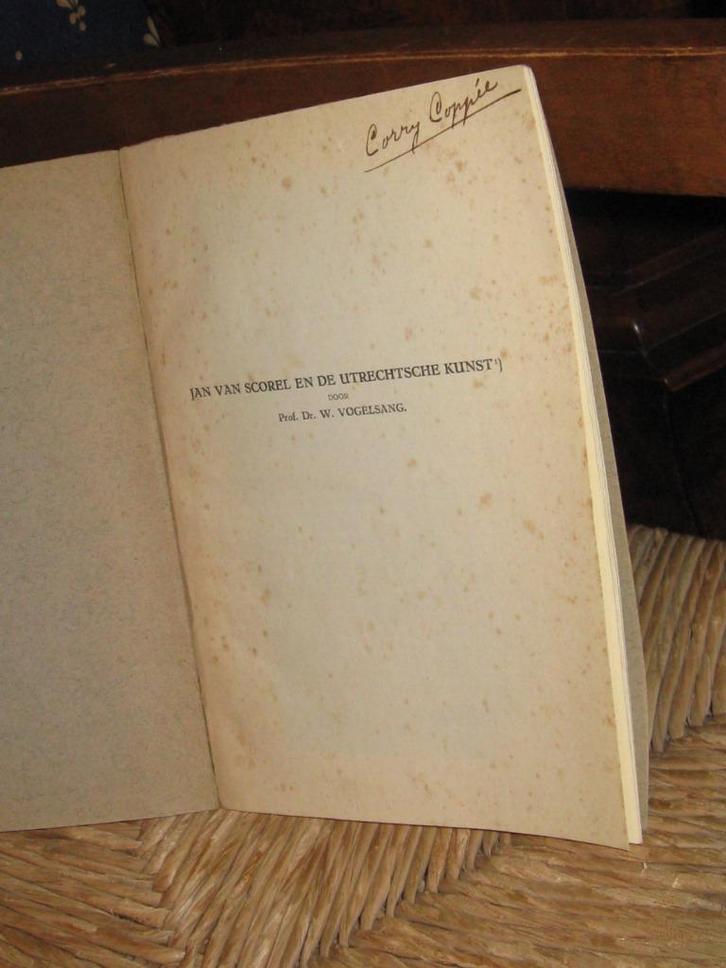 Corry Coppée
JAN VAN SCOREL EN DE UTRECHTSCHE KUNST¹)
DOOR
Prof. Dr. W. VOGELSANG.